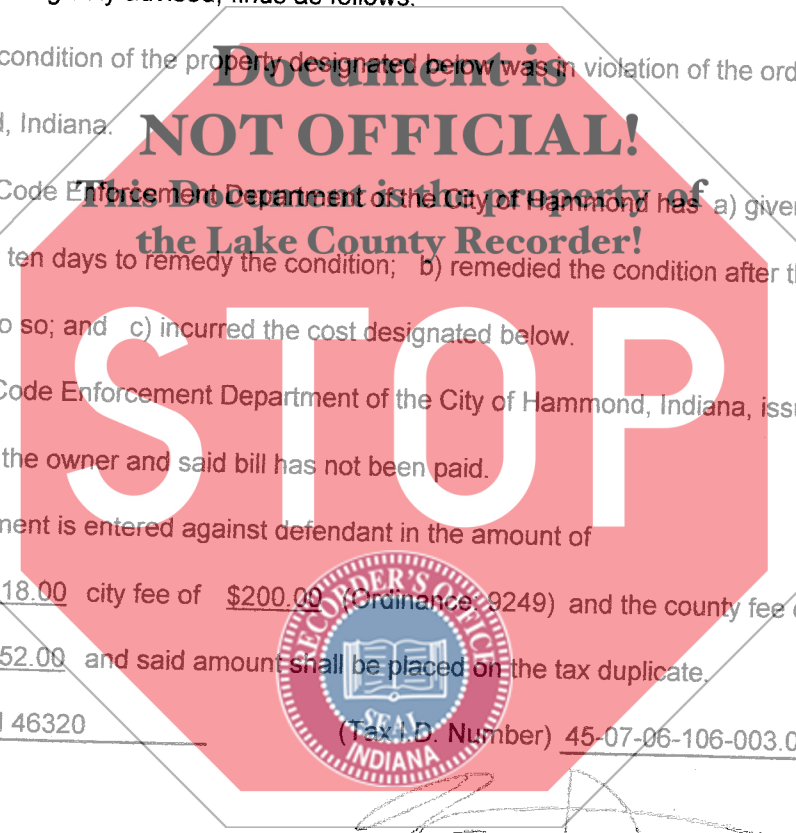 condition of the property designated below was in violation of the ord
Document is
, Indiana.
NOT OFFICIAL!
Code Enforcement Department of the City of Hammond has a) given
This Document is the property of
the Lake County Recorder!
ten days to remedy the condition; b) remedied the condition after
o so; and c) incurred the cost designated below.
STOP
Code Enforcement Department of the City of Hammond, Indiana, iss
the owner and said bill has not been paid.
ment is entered against defendant in the amount of
18.00 city fee of $200.00 (Ordinance: 9249) and the county fee
52.00 and said amount shall be placed on the tax duplicate.
46320 (Tax I.D. Number) 45-07-06-106-003.0
RECORDER'S OFFICE
SEAL
INDIANA